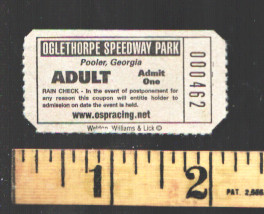 OGLETHORPE SPEEDWAY PARK
Pooler, Georgia
ADULT Admit One
RAIN CHECK - In the event of postponement for
any reason this coupon will entitle holder to
admission on date the event is held.
www.ospracing.net
Weldon, Williams & Lick
000462
1 2
PAT. 2,